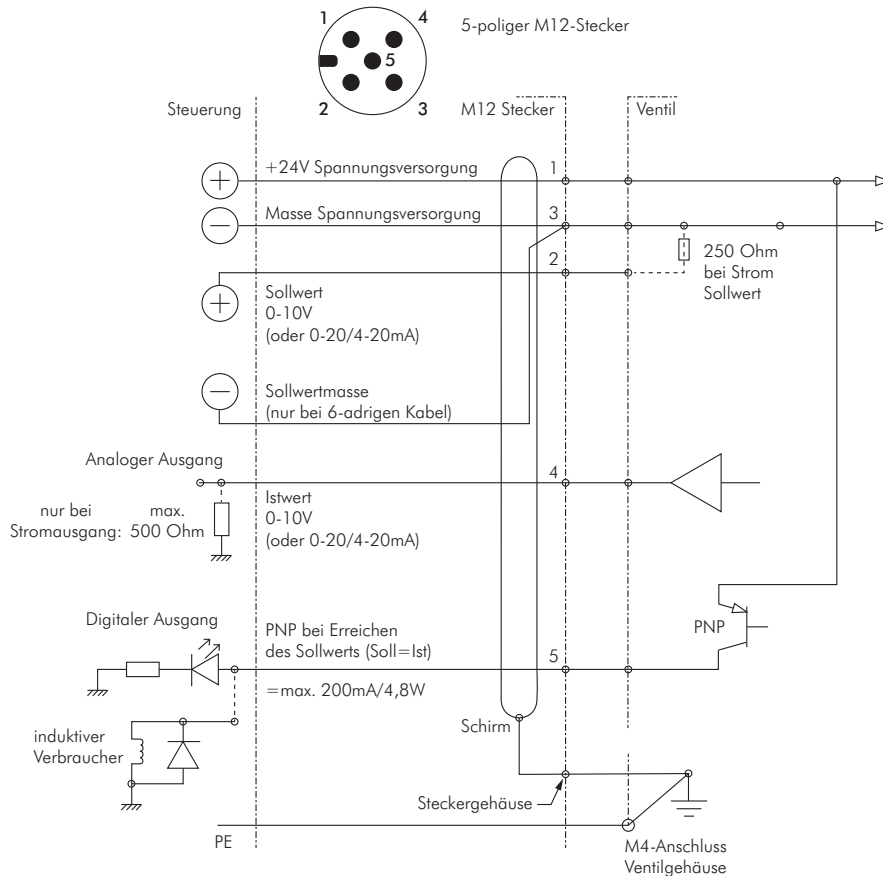 1
4
5-poliger M12-Stecker
5
2
3
Steuerung
M12 Stecker
Ventil
+24V Spannungsversorgung
1
Masse Spannungsversorgung
3
2
250 Ohm
bei Strom
Sollwert
Sollwert
0-10V
(oder 0-20/4-20mA)
Sollwertmasse
(nur bei 6-adrigen Kabel)
Analoger Ausgang
4
nur bei
Stromausgang:
max.
500 Ohm
Istwert
0-10V
(oder 0-20/4-20mA)
Digitaler Ausgang
PNP bei Erreichen
des Sollwerts (Soll=Ist)
5
PNP
=max. 200mA/4,8W
induktiver
Verbraucher
Schirm
Steckergehäuse
PE
M4-Anschluss
Ventilgehäuse